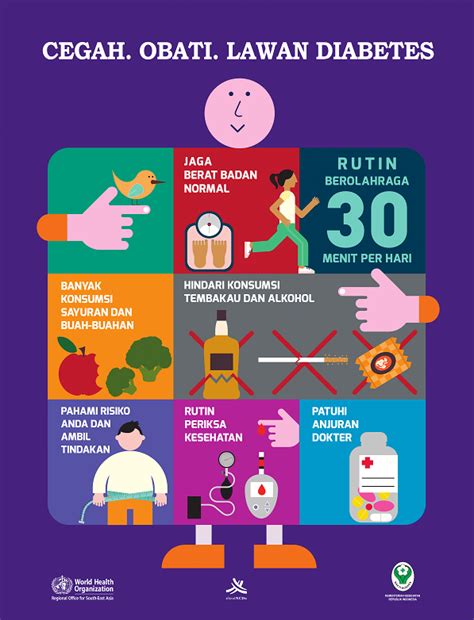 CEGAH. OBATI. LAWAN DIABETES
JAGA
BERAT BADAN
NORMAL
RUTIN
BEROLAHRAGA
30
MENIT PER HARI
BANYAK
KONSUMSI
SAYURAN DAN
BUAH-BUAHAN
HINDARI KONSUMSI
TEMBAKAU DAN ALKOHOL
PAHAMI RISIKO
ANDA DAN
AMBIL
TINDAKAN
RUTIN
PERIKSA
KESEHATAN
PATUHI
ANJURAN
DOKTER
World Health
Organization
Regional Office for South-East Asia
KEMENTERIAN KESEHATAN
REPUBLIK INDONESIA